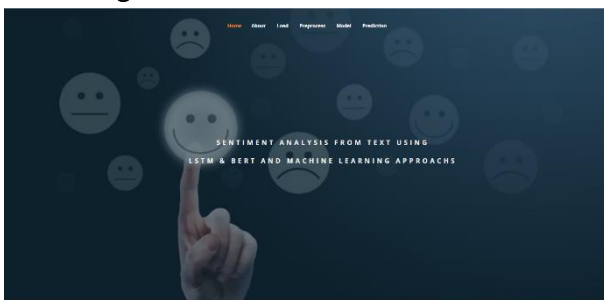 Home About Load Preprocess Model Prediction
SENTIMENT ANALYSIS FROM TEXT USING
LSTM & BERT AND MACHINE LEARNING APPROACHS